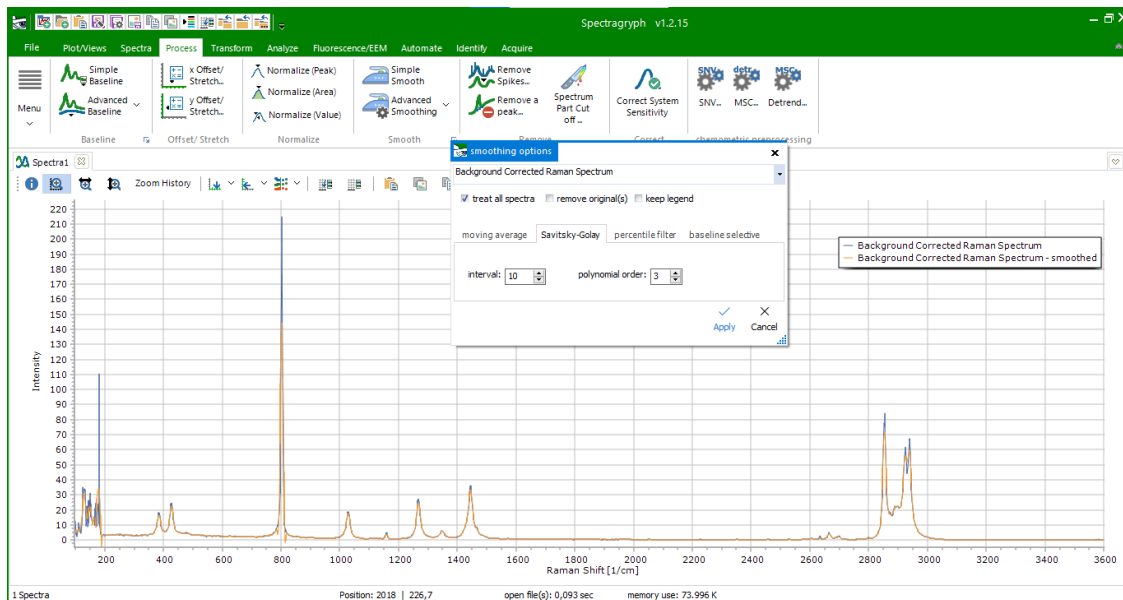 Spectragryph v1.2.15
File Plot/Views Spectra Process Transform Analyze Fluorescence/EEM Automate Identify Acquire
Menu
Simple Baseline
Advanced Baseline
Baseline
x Offset/ Stretch...
y Offset/ Stretch...
Offset/ Stretch
Normalize (Peak)
Normalize (Area)
Normalize (Value)
Normalize
Simple Smooth
Advanced Smoothing
Smooth
Remove Spikes...
Remove a peak...
Spectrum Part Cut off ...
Remove
Correct System Sensitivity
Correct
SNV
SNV...
MSC...
detr
MSC
Detrend...
chemometric preprocessing
Spectra1
Zoom History
smoothing options
Background Corrected Raman Spectrum
treat all spectra remove original(s) keep legend
moving average Savitsky-Golay percentile filter baseline selective
interval: 10 polynomial order: 3
Apply Cancel
Background Corrected Raman Spectrum
Background Corrected Raman Spectrum - smoothed
Intensity
220
210
200
190
180
170
160
150
140
130
120
110
100
90
80
70
60
50
40
30
20
10
0
200 400 600 800 1000 1200 1400 1600 1800 2000 2200 2400 2600 2800 3000 3200 3400 3600
Raman Shift [1/cm]
1 Spectra Position: 2018 | 226,7 open file(s): 0,093 sec memory use: 73.996 K